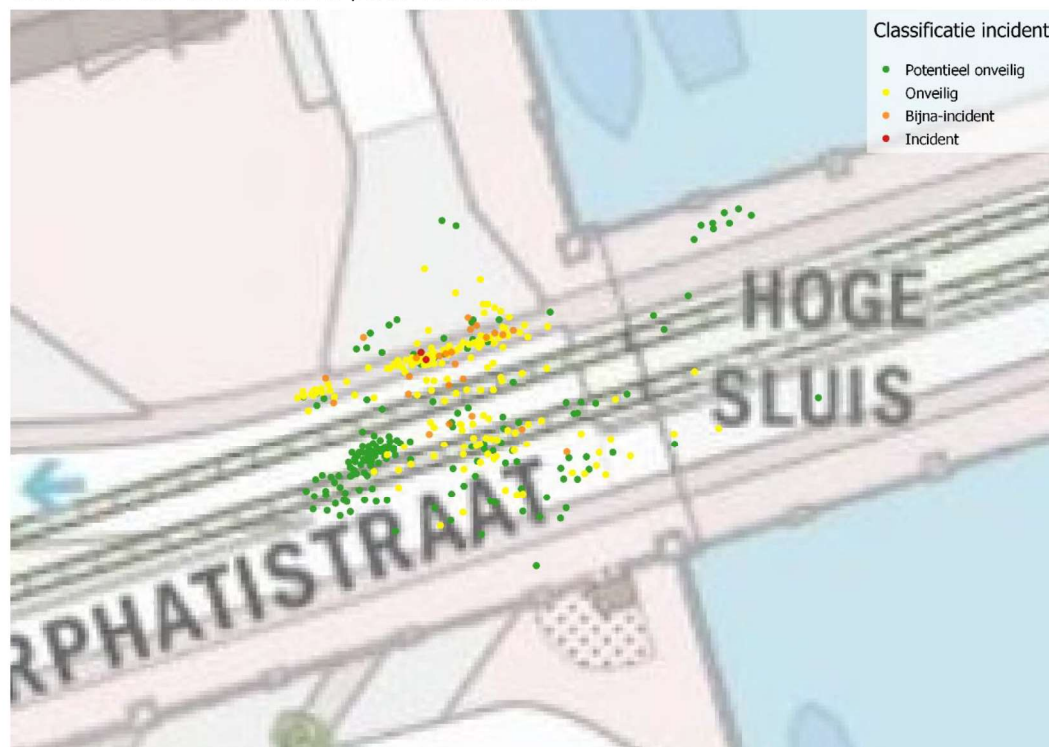 Classificatie incident
Potentieel onveilig
Onveilig
Bijna-incident
Incident
HOGE
SLUIS
RPHATISTRAAT